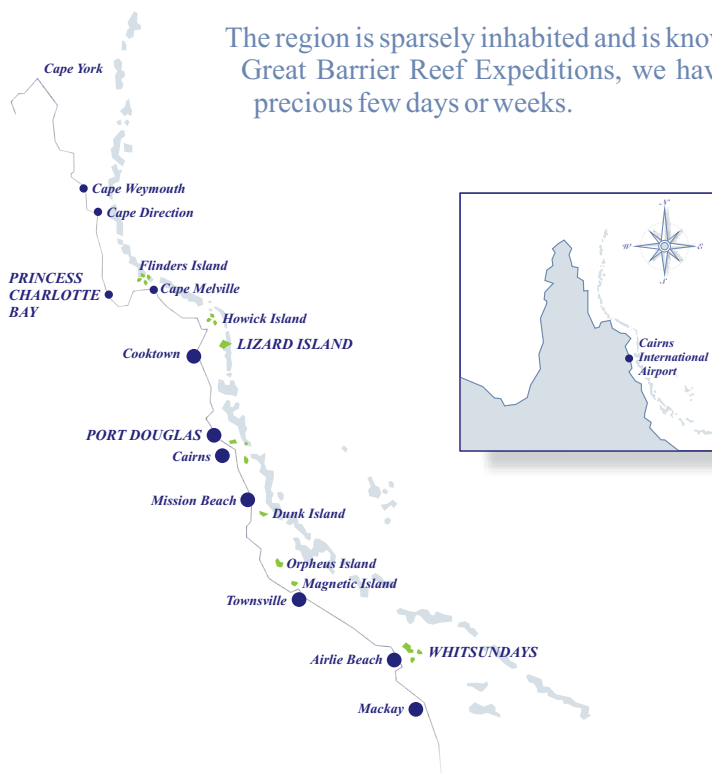 The region is sparsely inhabited and is know
Great Barrier Reef Expeditions, we hav
precious few days or weeks.
Cape York
Cape Weymouth
Cape Direction
Flinders Island
PRINCESS
CHARLOTTE
BAY
Cape Melville
Howick Island
LIZARD ISLAND
Cooktown
PORT DOUGLAS
Cairns
Mission Beach
Dunk Island
Orpheus Island
Magnetic Island
Townsville
WHITSUNDAYS
Airlie Beach
Mackay
N
W
E
S
Cairns
International
Airport